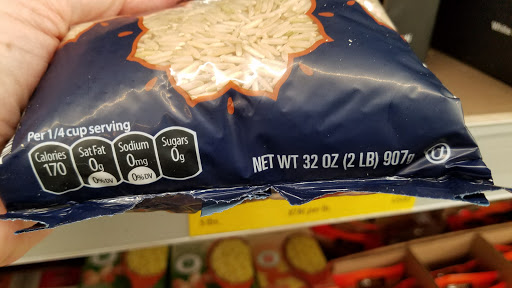 Per 1/4 cup serving
Calories 170
Sat Fat 0g 0% DV
Sodium 0mg 0% DV
Sugars 0g
NET WT 32 OZ (2 LB) 907g
U